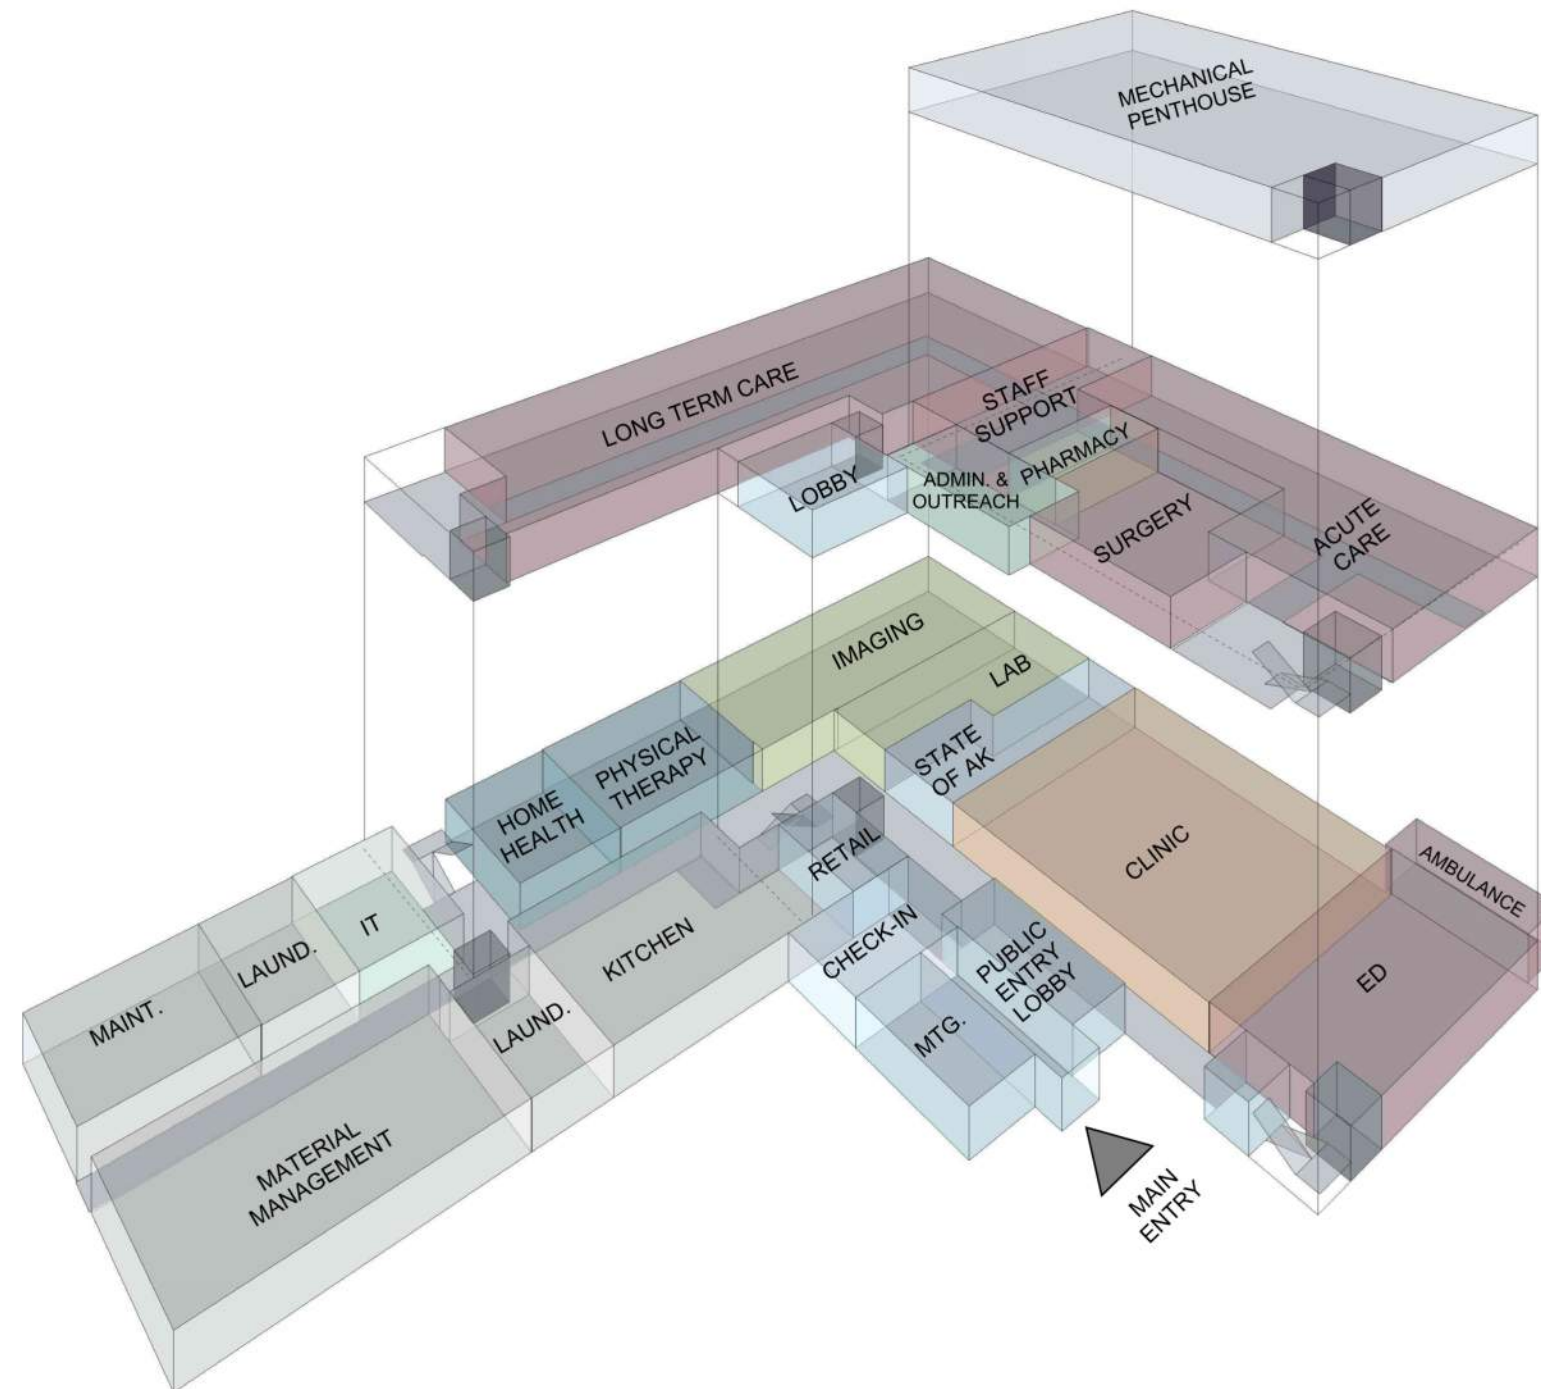 MECHANICAL
PENTHOUSE
LONG TERM CARE
STAFF
SUPPORT
PHARMACY
LOBBY
ADMIN. &
OUTREACH
SURGERY
ACUTE
CARE
IMAGING
LAB
STATE
OF AK
PHYSICAL
THERAPY
HOME
HEALTH
RETAIL
CLINIC
AMBULANCE
ED
IT
LAUND.
MAINT.
KITCHEN
CHECK-IN
PUBLIC
ENTRY
LOBBY
LAUND.
MTG.
MATERIAL
MANAGEMENT
MAIN
ENTRY